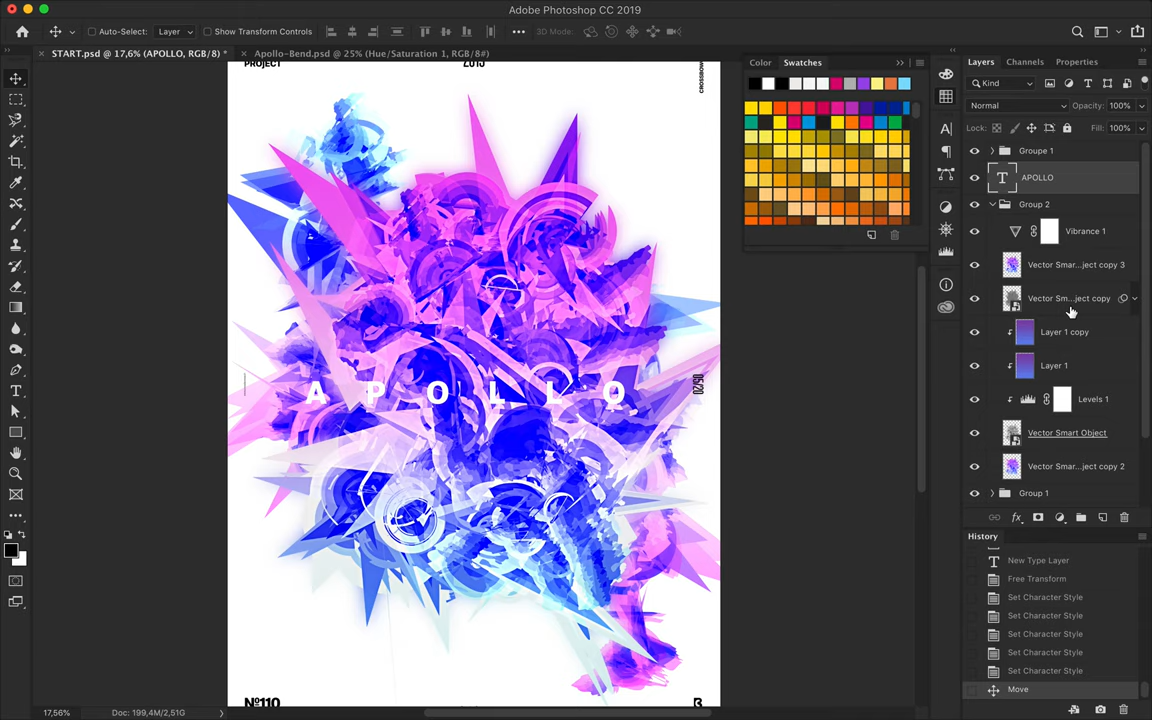 Adobe Photoshop CC 2019
Auto-Select: Layer Show Transform Controls 3D Mode:
START.psd @ 17,6% (APOLLO, RGB/8) * Apollo-Bend.psd @ 25% (Hue/Saturation 1, RGB/8#)
PROJECT
CROSSBOW
APOLLO
05/20
Nº110
Color Swatches
Layers Channels Properties
Kind
Normal Opacity: 100%
Lock: Fill: 100%
Groupe 1
APOLLO
Group 2
Vibrance 1
Vector Smar...ject copy 3
Vector Sm...ject copy
Layer 1 copy
Layer 1
Levels 1
Vector Smart Object
Vector Smar...ject copy 2
Group 1
fx
History
New Type Layer
Free Transform
Set Character Style
Set Character Style
Set Character Style
Set Character Style
Set Character Style
Move
17,56% Doc: 199,4M/2,51G